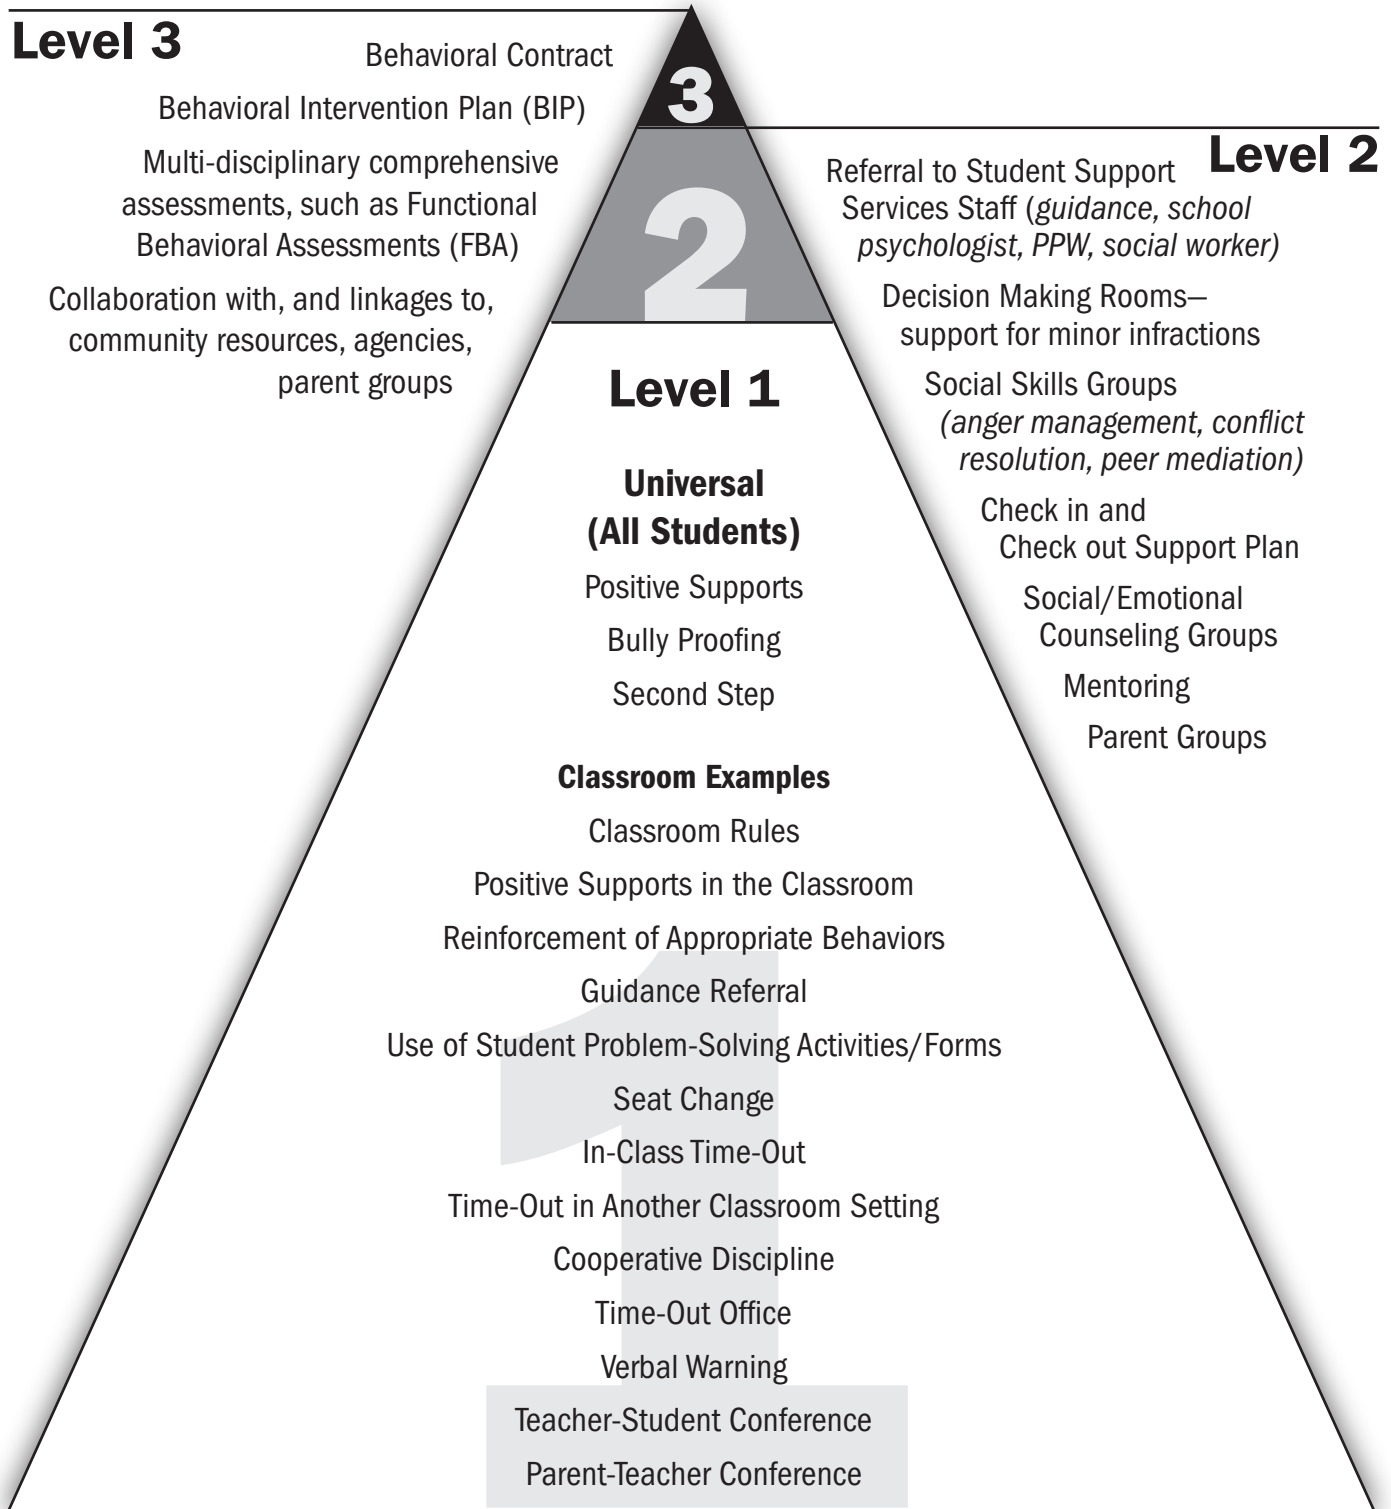 Level 3
Behavioral Contract
Behavioral Intervention Plan (BIP)
Multi-disciplinary comprehensive
assessments, such as Functional
Behavioral Assessments (FBA)
Collaboration with, and linkages to,
community resources, agencies,
parent groups
3
2
Level 2
Referral to Student Support
Services Staff (guidance, school
psychologist, PPW, social worker)
Decision Making Rooms—
support for minor infractions
Social Skills Groups
(anger management, conflict
resolution, peer mediation)
Check in and
Check out Support Plan
Social/Emotional
Counseling Groups
Mentoring
Parent Groups
Level 1
Universal
(All Students)
Positive Supports
Bully Proofing
Second Step
Classroom Examples
Classroom Rules
Positive Supports in the Classroom
Reinforcement of Appropriate Behaviors
Guidance Referral
Use of Student Problem-Solving Activities/Forms
Seat Change
In-Class Time-Out
Time-Out in Another Classroom Setting
Cooperative Discipline
Time-Out Office
Verbal Warning
Teacher-Student Conference
Parent-Teacher Conference
1